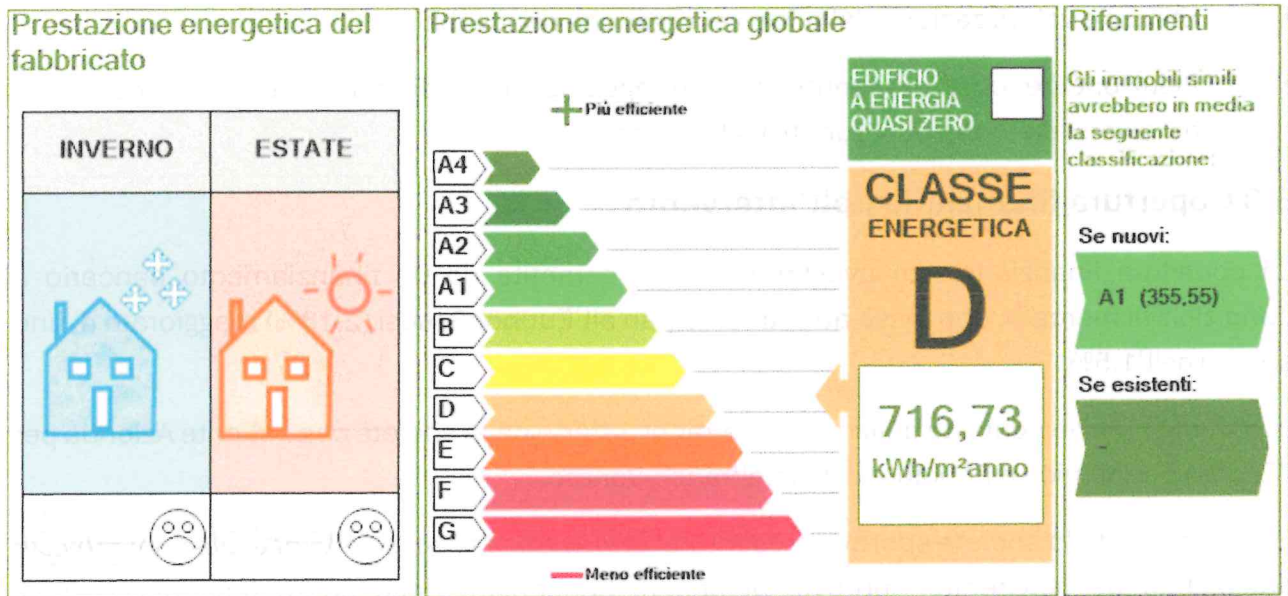 Prestazione energetica del
fabbricato
INVERNO
ESTATE
Prestazione energetica globale
Più efficiente
A4
A3
A2
A1
B
C
D
E
F
G
Meno efficiente
EDIFICIO
A ENERGIA
QUASI ZERO
CLASSE
ENERGETICA
D
716,73
kWh/m²anno
Riferimenti
Gli immobili simili
avrebbero in media
la seguente
classificazione:
Se nuovi:
A1 (355,55)
Se esistenti:
-